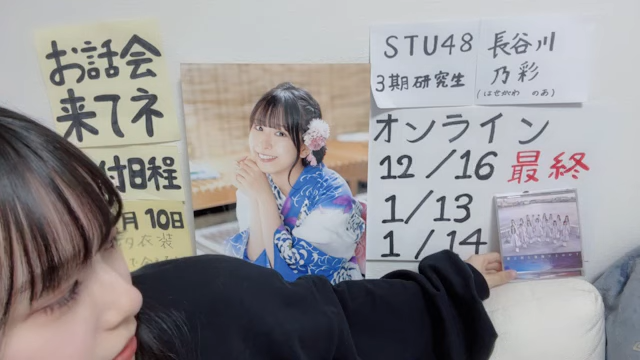 お話会
来てネ
付日程
月10日
STU48
3期研究生
長谷川
乃彩
(はせがわ のあ)
オンライン
12/16 最終
1/13
1/14